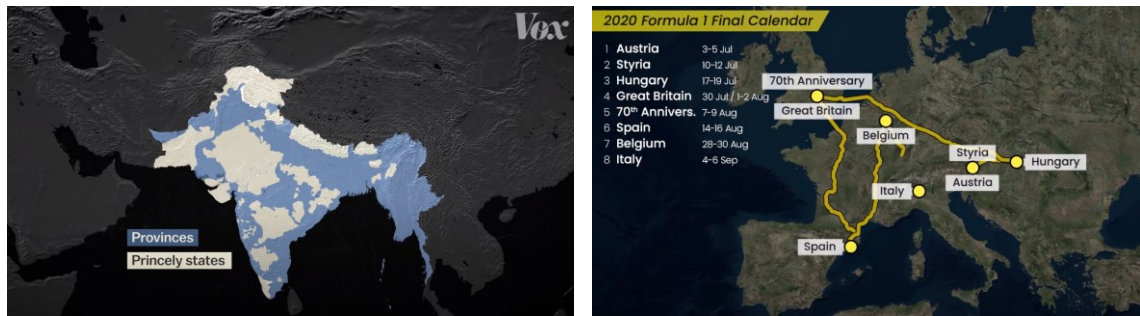 Vox
Provinces
Princely states
2020 Formula 1 Final Calendar
1 Austria 3-5 Jul
2 Styria 10-12 Jul
3 Hungary 17-19 Jul
4 Great Britain 30 Jul / 1-2 Aug
5 70th Annivers. 7-9 Aug
6 Spain 14-16 Aug
7 Belgium 28-30 Aug
8 Italy 4-6 Sep
70th Anniversary
Great Britain
Belgium
Styria
Hungary
Austria
Italy
Spain